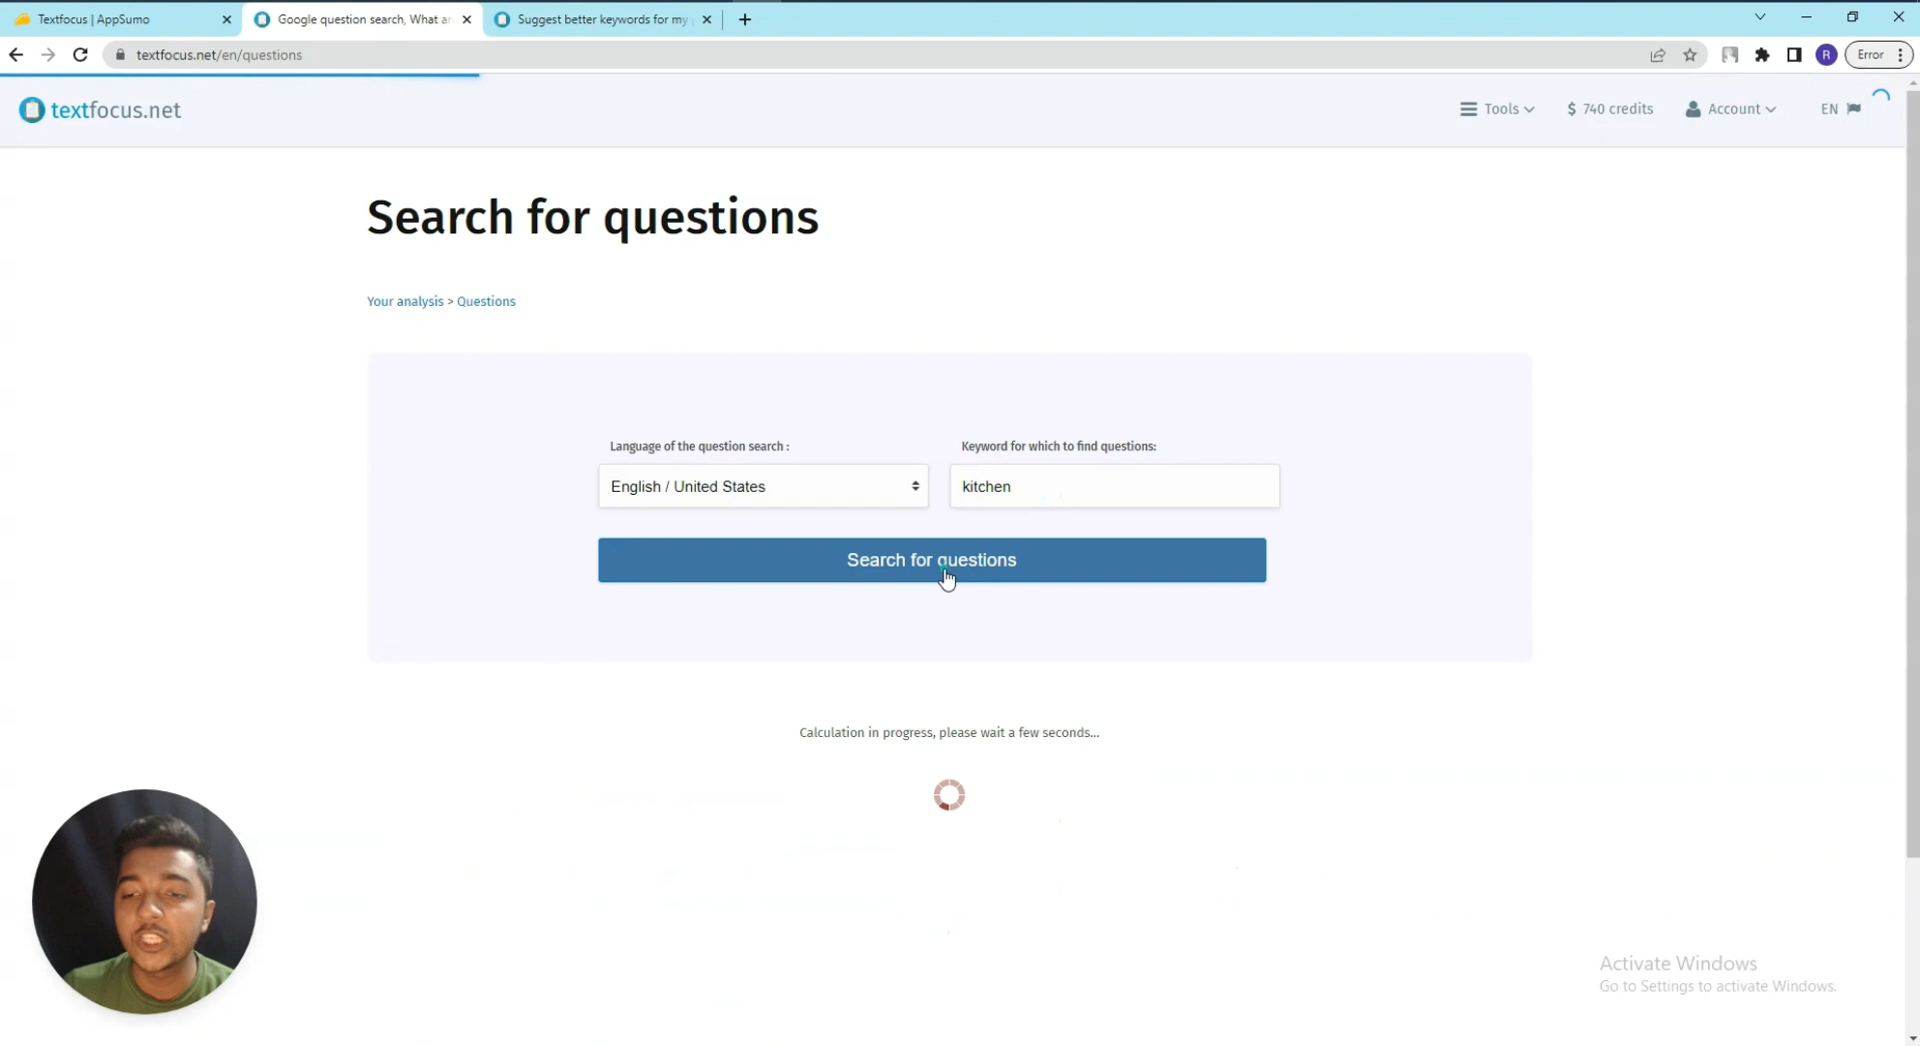 Textfocus | AppSumo
Google question search, What ar
Suggest better keywords for my
textfocus.net/en/questions
R
Error
textfocus.net
Tools
$ 740 credits
Account
EN
Search for questions
Your analysis > Questions
Language of the question search :
Keyword for which to find questions:
English / United States
kitchen
Search for questions
Calculation in progress, please wait a few seconds...
Activate Windows
Go to Settings to activate Windows.